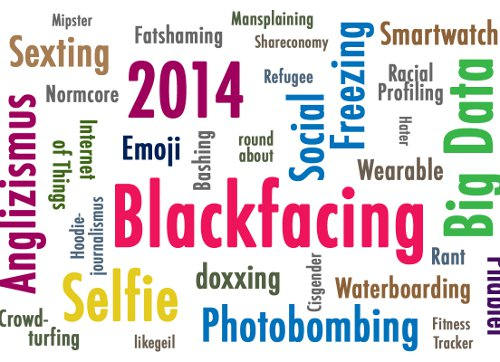 Mipster
Fatshaming
Mansplaining
Shareconomy
Smartwatch
Sexting
Normcore
2014
Refugee
Social
Freezing
Racial
Profiling
Big Data
Anglizismus
Internet
of Things
Emoji
Bashing
round
about
Hater
Wearable
Hoodie-
journalismus
Blackfacing
Selfie
doxxing
Cisgender
Rant
Waterboarding
Crowd-
turfing
likegeil
Photobombing
Fitness
Tracker